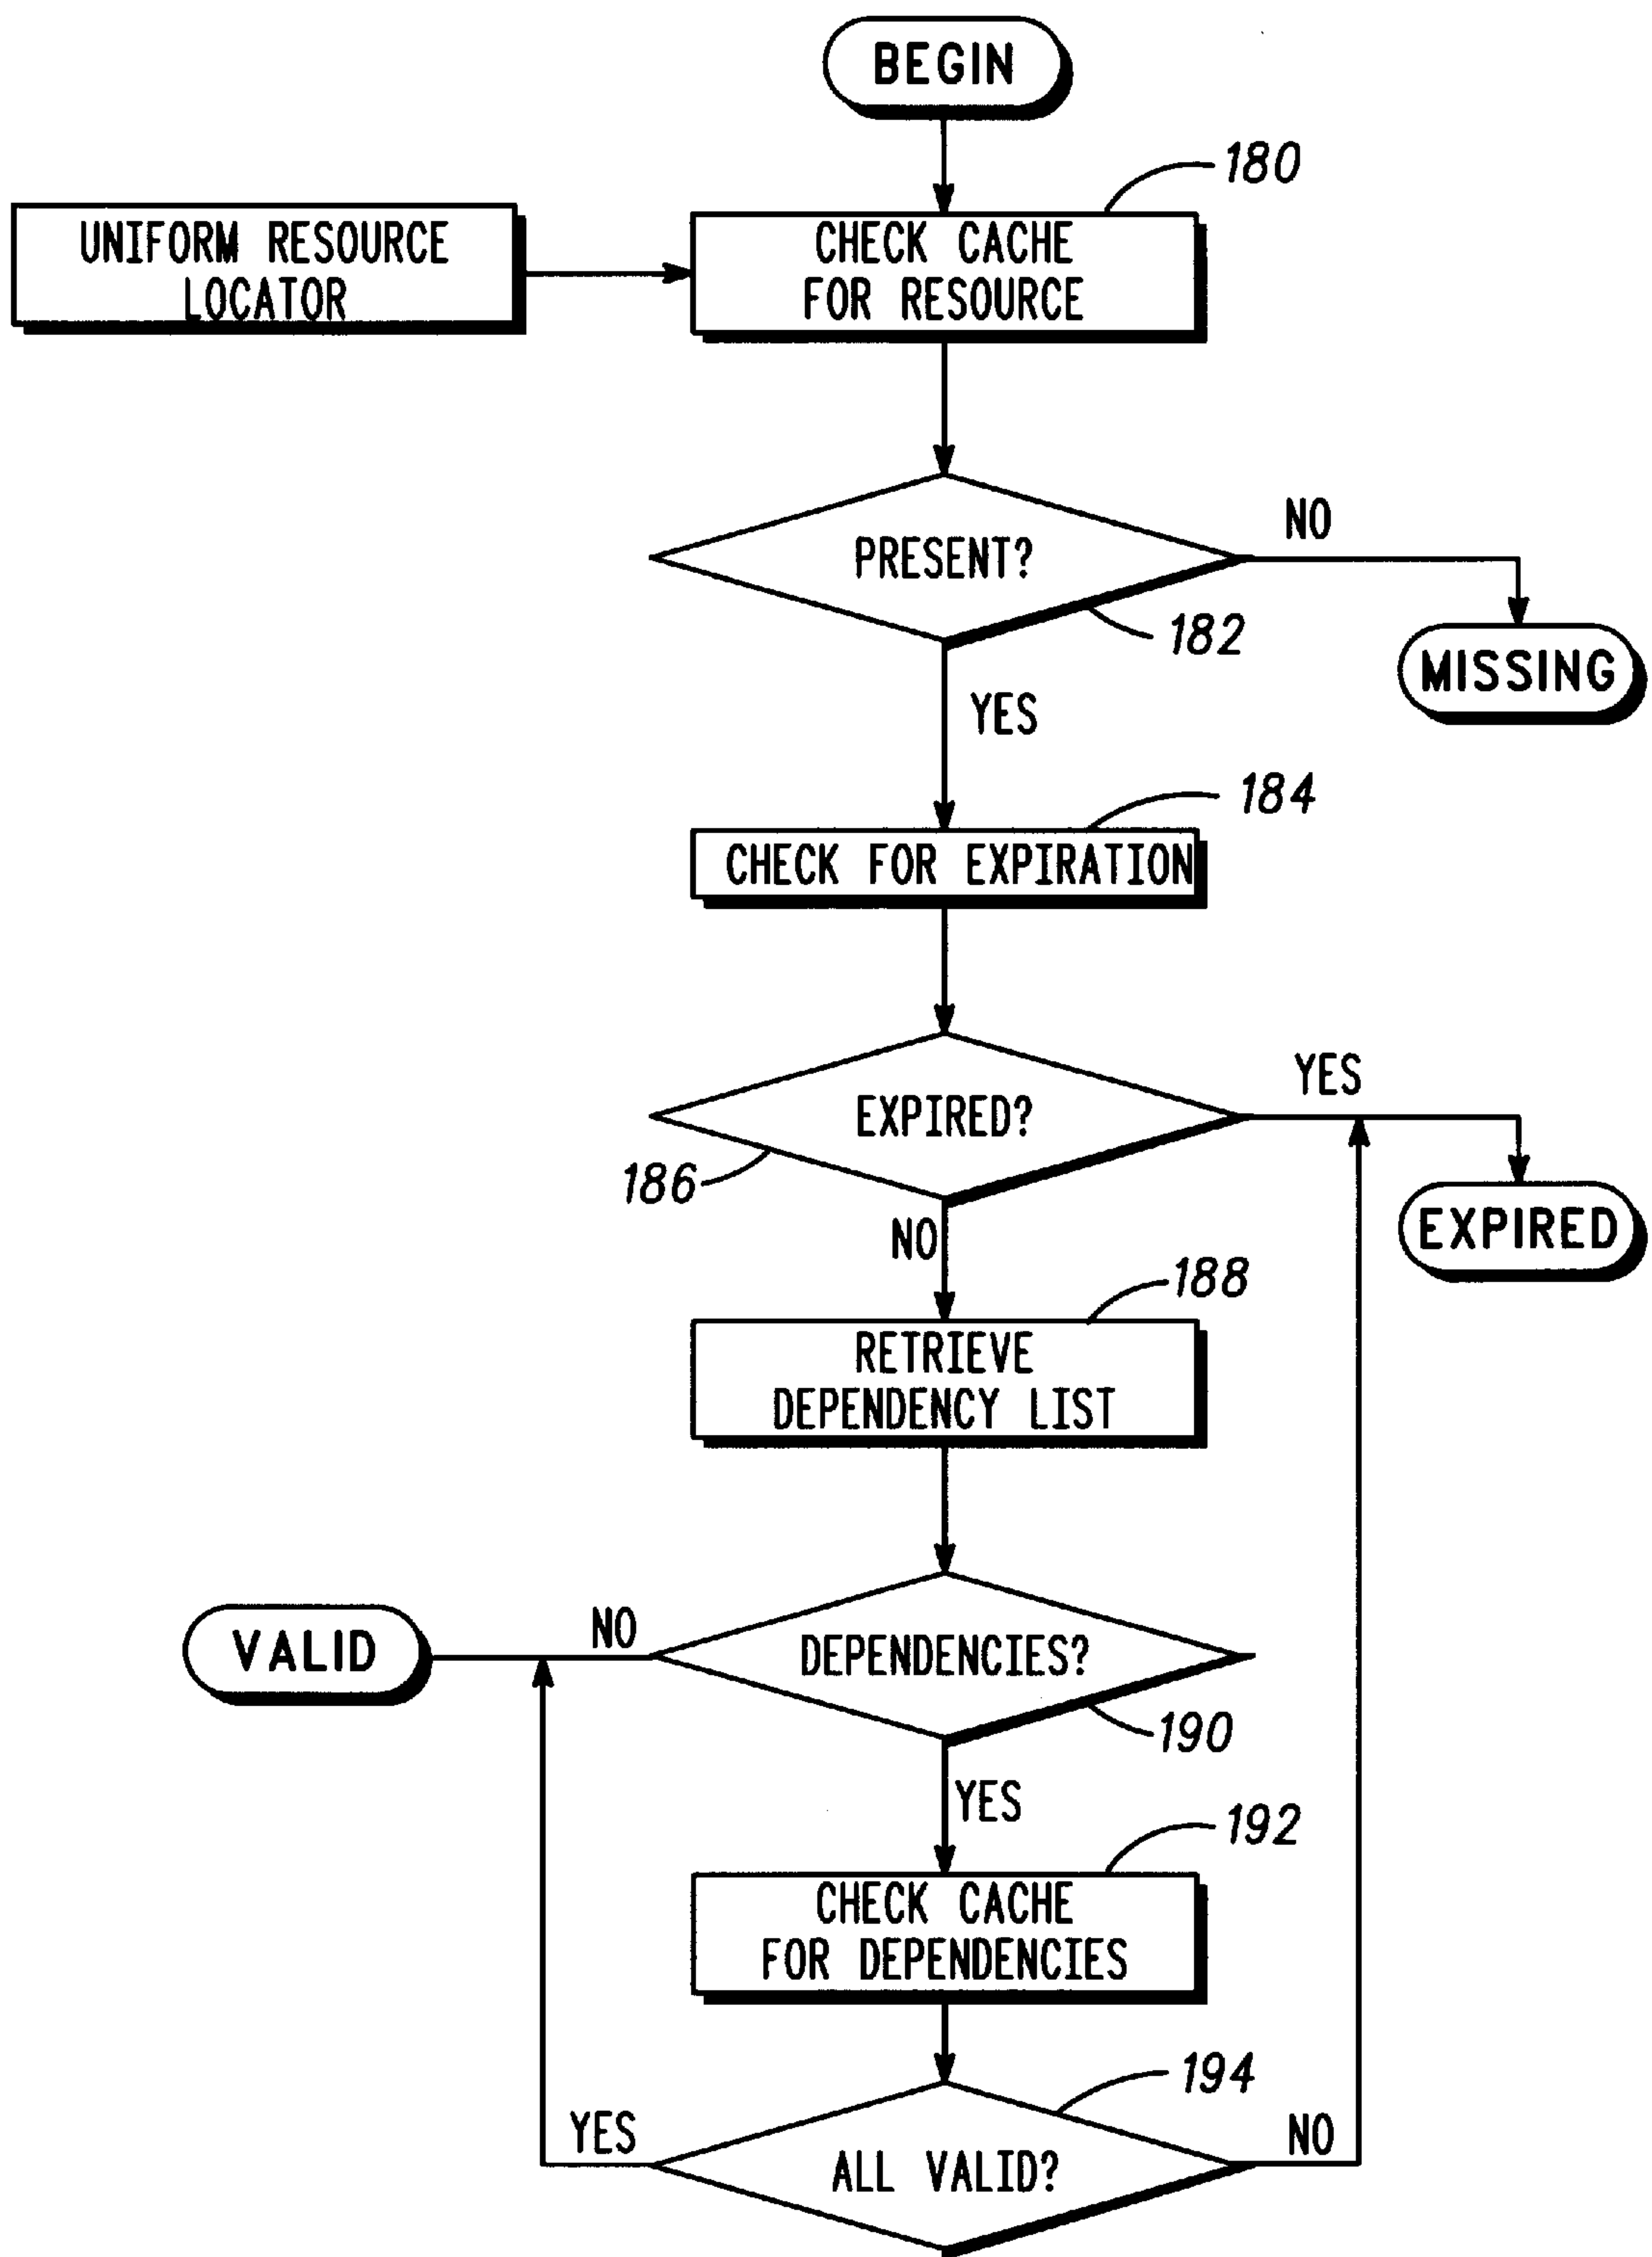 BEGIN
180
UNIFORM RESOURCE
LOCATOR
CHECK CACHE
FOR RESOURCE
PRESENT?
NO
182
MISSING
YES
184
CHECK FOR EXPIRATION
EXPIRED?
YES
186
EXPIRED
NO
188
RETRIEVE
DEPENDENCY LIST
VALID
NO
DEPENDENCIES?
190
YES
192
CHECK CACHE
FOR DEPENDENCIES
194
YES
ALL VALID?
NO